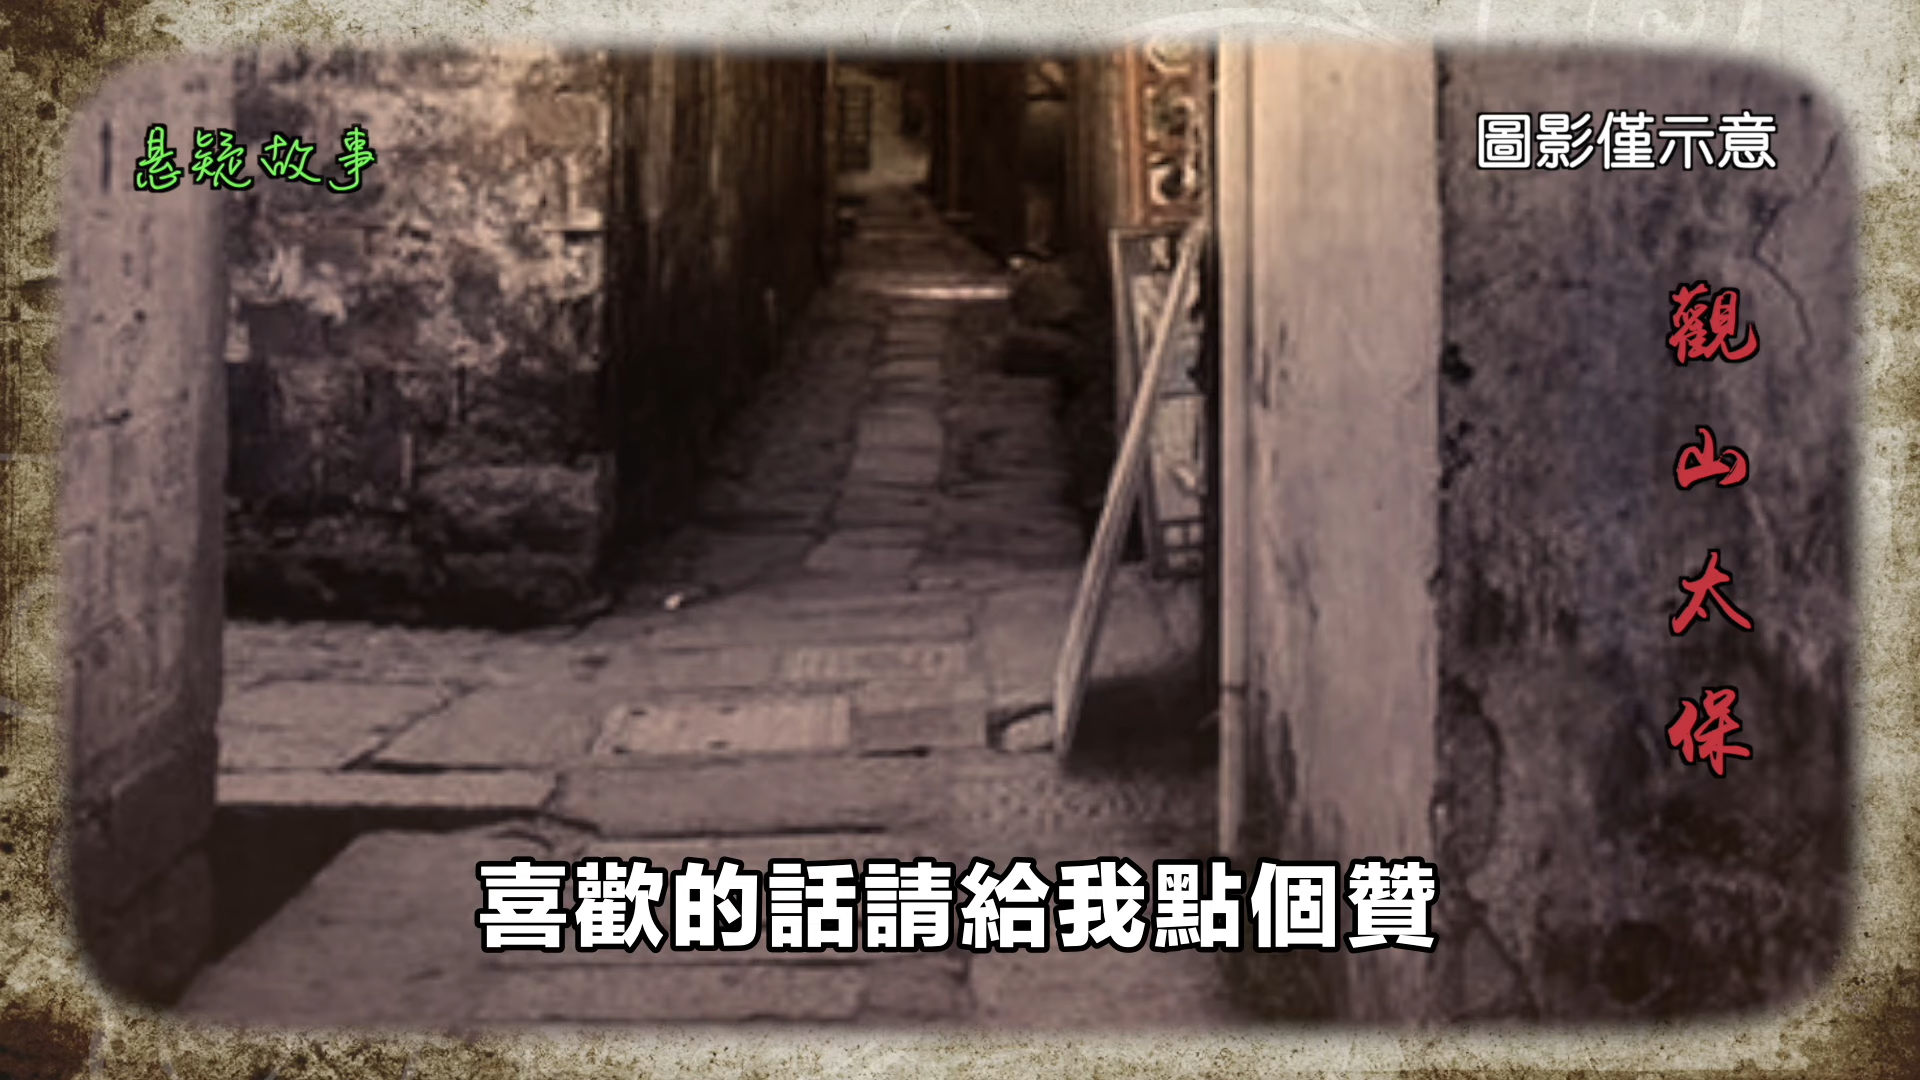 悬疑故事
圖影僅示意
觀山太保
喜歡的話請給我點個贊